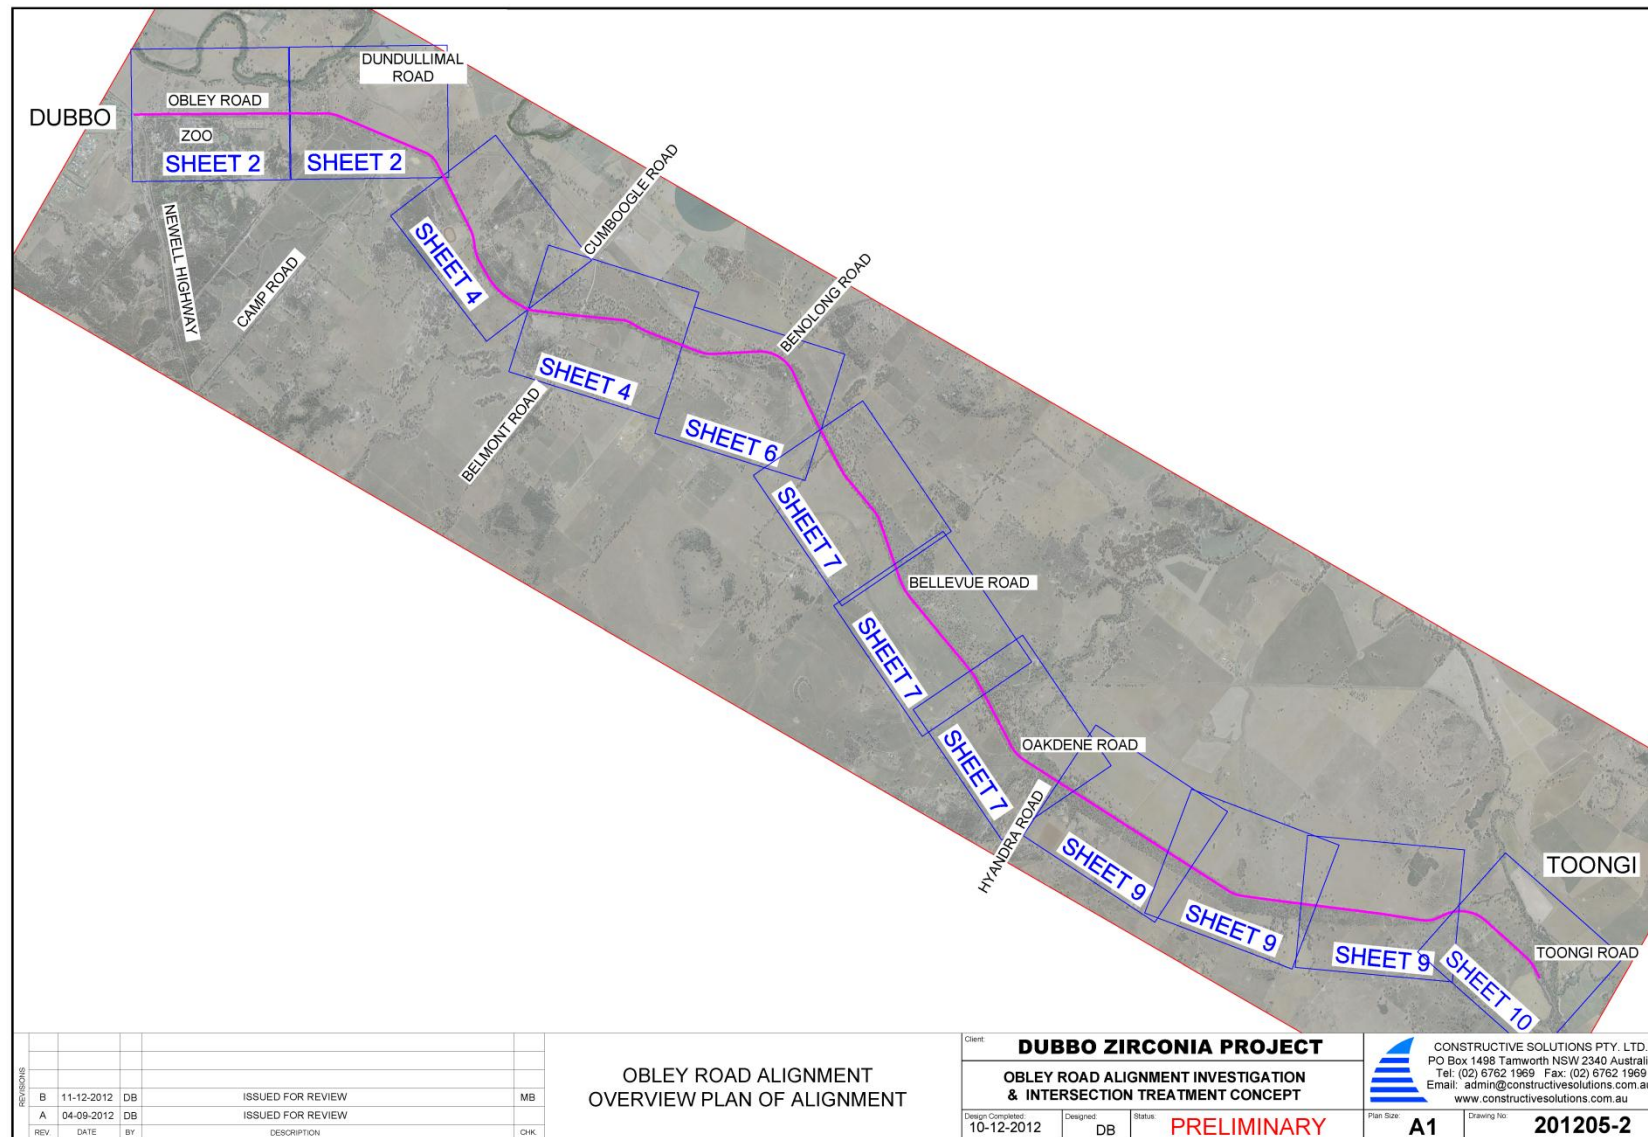 DUNDULLIMAL
ROAD
OBLEY ROAD
DUBBO
ZOO
SHEET 2
SHEET 2
CUMBOOGLE ROAD
NEWELL HIGHWAY
CAMP ROAD
SHEET 4
BENOLONG ROAD
SHEET 4
BELMONT ROAD
SHEET 6
SHEET 7
BELLEVUE ROAD
SHEET 7
OAKDENE ROAD
SHEET 7
HYANDRA ROAD
SHEET 9
TOONGI
SHEET 9
SHEET 9
TOONGI ROAD
SHEET 10
REVISIONS
B 11-12-2012 DB ISSUED FOR REVIEW MB
A 04-09-2012 DB ISSUED FOR REVIEW
REV. DATE BY DESCRIPTION CHK.
OBLEY ROAD ALIGNMENT
OVERVIEW PLAN OF ALIGNMENT
Client:
DUBBO ZIRCONIA PROJECT
OBLEY ROAD ALIGNMENT INVESTIGATION
& INTERSECTION TREATMENT CONCEPT
Design Completed: Designed: Status:
10-12-2012 DB PRELIMINARY
CONSTRUCTIVE SOLUTIONS PTY. LTD.
PO Box 1498 Tamworth NSW 2340 Australi
Tel: (02) 6762 1969 Fax: (02) 6762 1969
Email: admin@constructivesolutions.com.au
www.constructivesolutions.com.au
Plan Size: Drawing No:
A1 201205-2